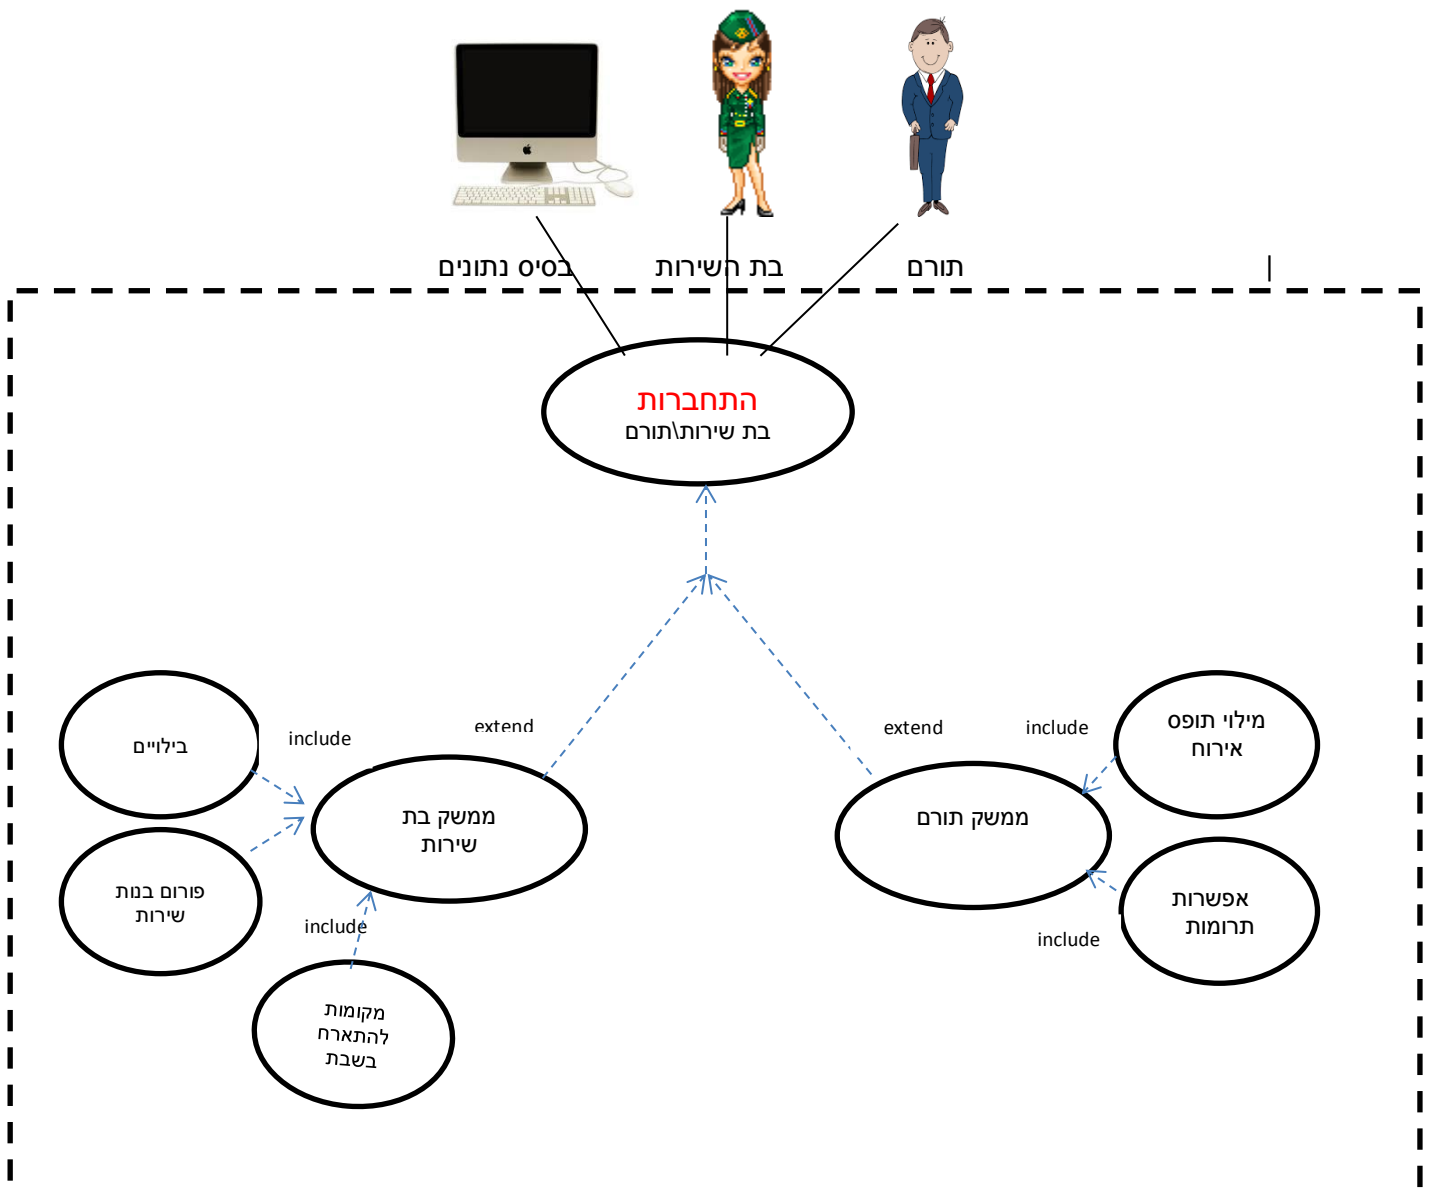 תורם
בת השירות
בסיס נתונים
התחברות
בת שירות\תורם
extend
extend
include
include
מילוי תופס
אירוח
בילויים
ממשק בת
שירות
ממשק תורם
אפשרות
תרומות
פורום בנות
שירות
include
include
מקומות
להתארח
בשבת